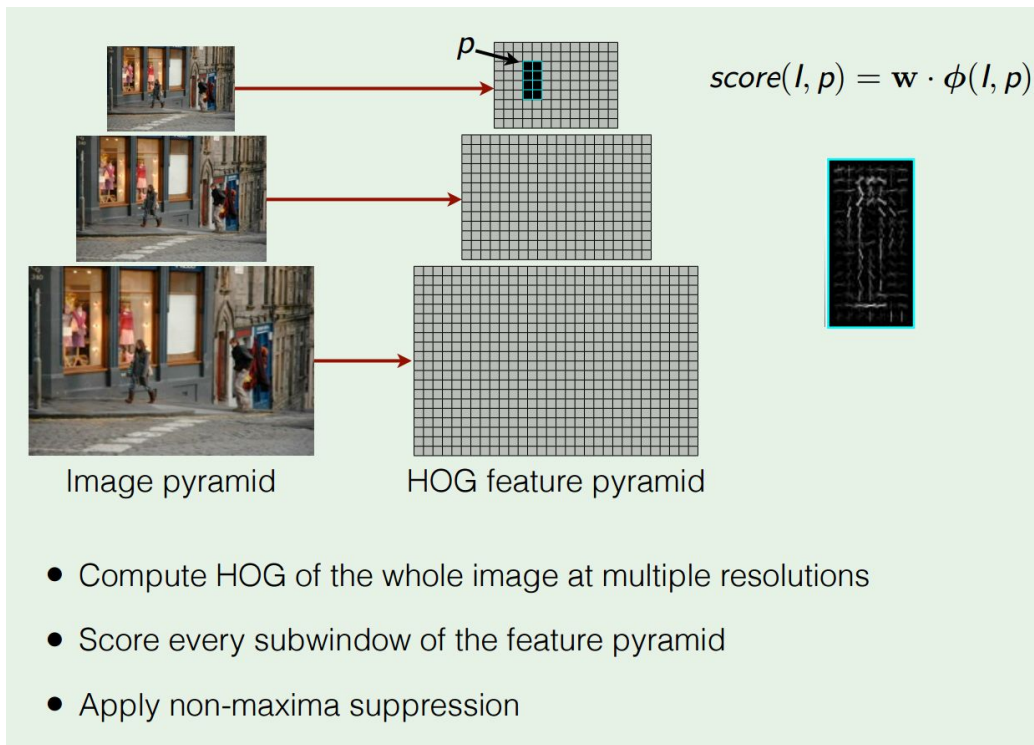 p
score(I, p) = w · ϕ(I, p)
Image pyramid
HOG feature pyramid
● Compute HOG of the whole image at multiple resolutions
● Score every subwindow of the feature pyramid
● Apply non-maxima suppression